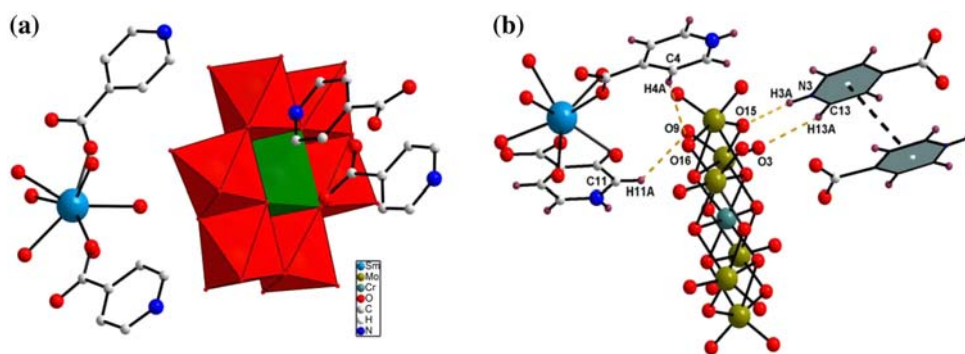 (a)
(b)
Sm
Mo
Cr
O
C
H
N
C4
H4A
O9
O16
C11
H11A
O15
O3
H3A
N3
C13
H13A